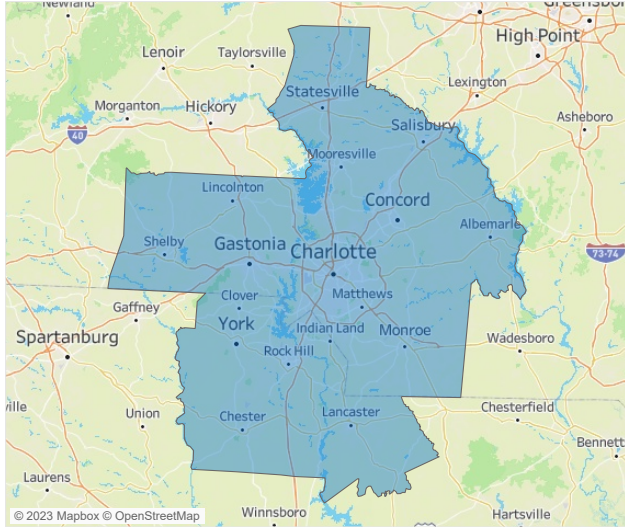 Newland
Greensboro
Lenoir
Taylorsville
High Point
Statesville
Lexington
Morganton
Hickory
Asheboro
40
Salisbury
Mooresville
Lincolnton
Concord
Albemarle
Shelby
Gastonia
Charlotte
73-74
Clover
Matthews
Gaffney
York
Indian Land
Monroe
Spartanburg
Wadesboro
Rock Hill
ville
Union
Chester
Lancaster
Chesterfield
Bennett
Laurens
Winnsboro
Hartsville
© 2023 Mapbox © OpenStreetMap